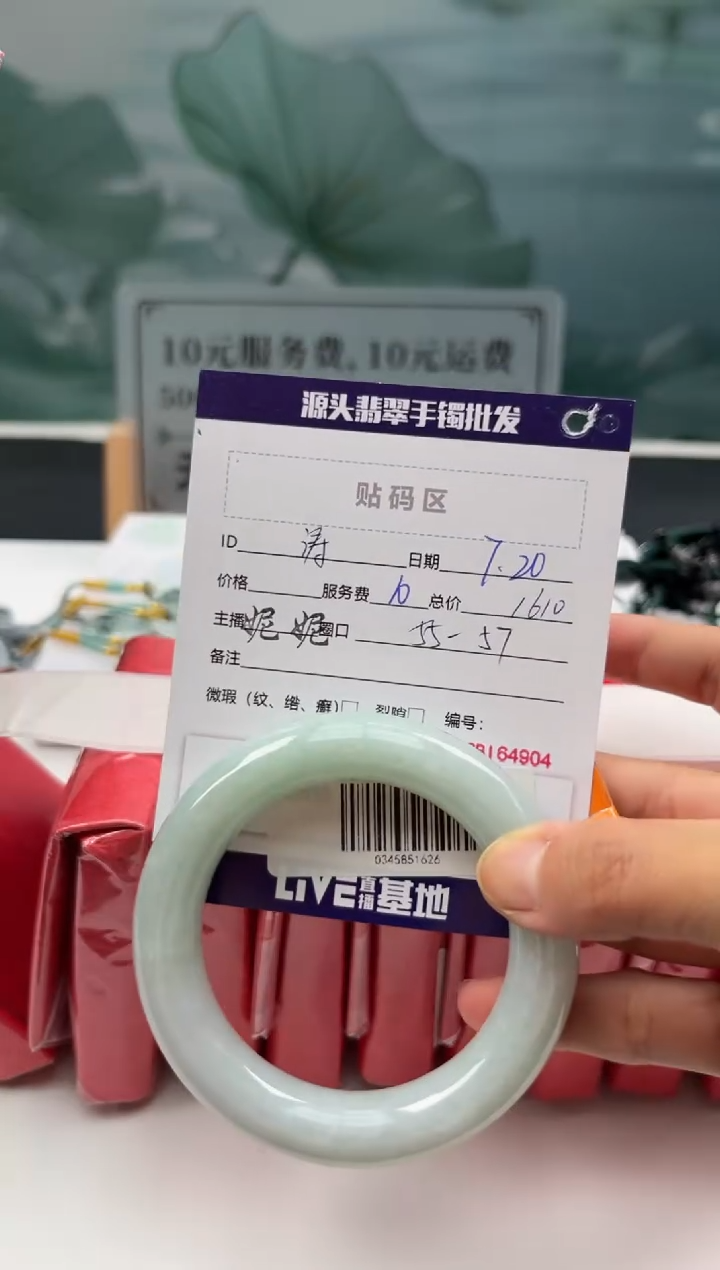 10元服务费，10元运费
50
源头翡翠手镯批发
贴码区
ID 涛 日期 7.20
价格 服务费 10 总价 1610
主播 妮妮 圈口 55-57
备注
微瑕（纹、绺、癣）□ 裂 □ 编号：
B164904
0345851626
LIVE直播基地